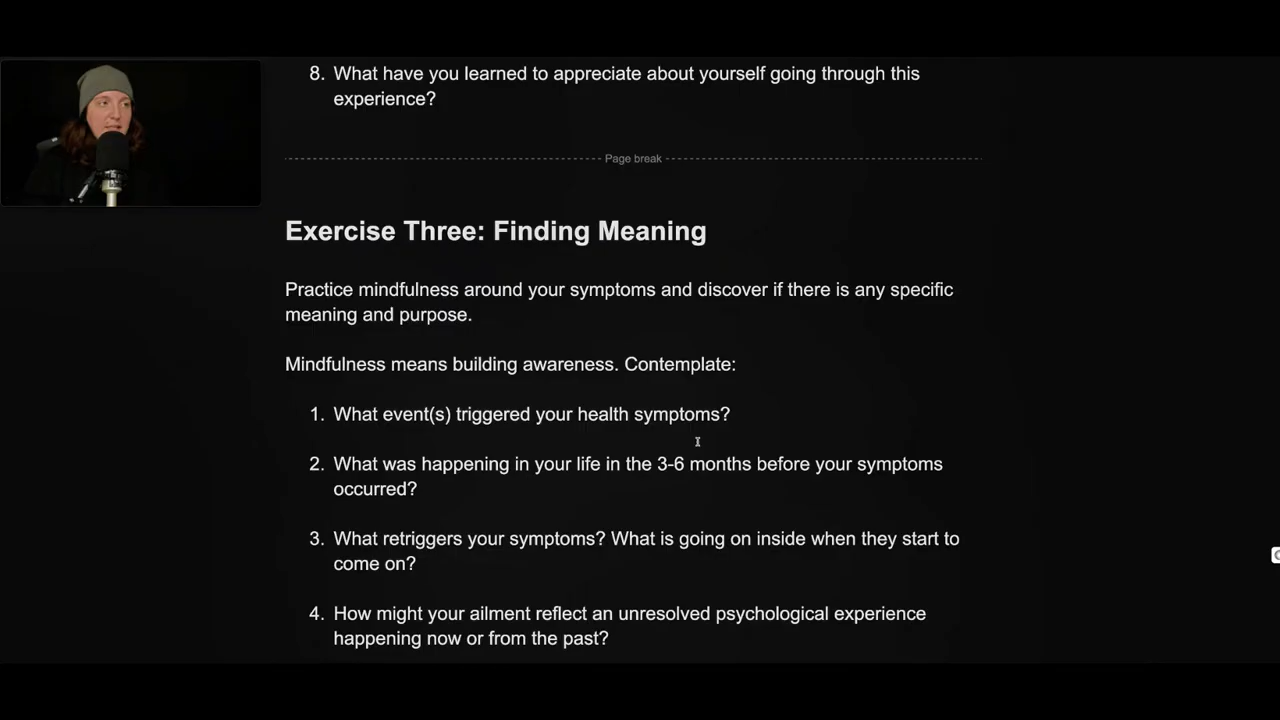 8. What have you learned to appreciate about yourself going through this
experience?
Page break
Exercise Three: Finding Meaning
Practice mindfulness around your symptoms and discover if there is any specific
meaning and purpose.
Mindfulness means building awareness. Contemplate:
1. What event(s) triggered your health symptoms?
2. What was happening in your life in the 3-6 months before your symptoms
occurred?
3. What retriggers your symptoms? What is going on inside when they start to
come on?
4. How might your ailment reflect an unresolved psychological experience
happening now or from the past?